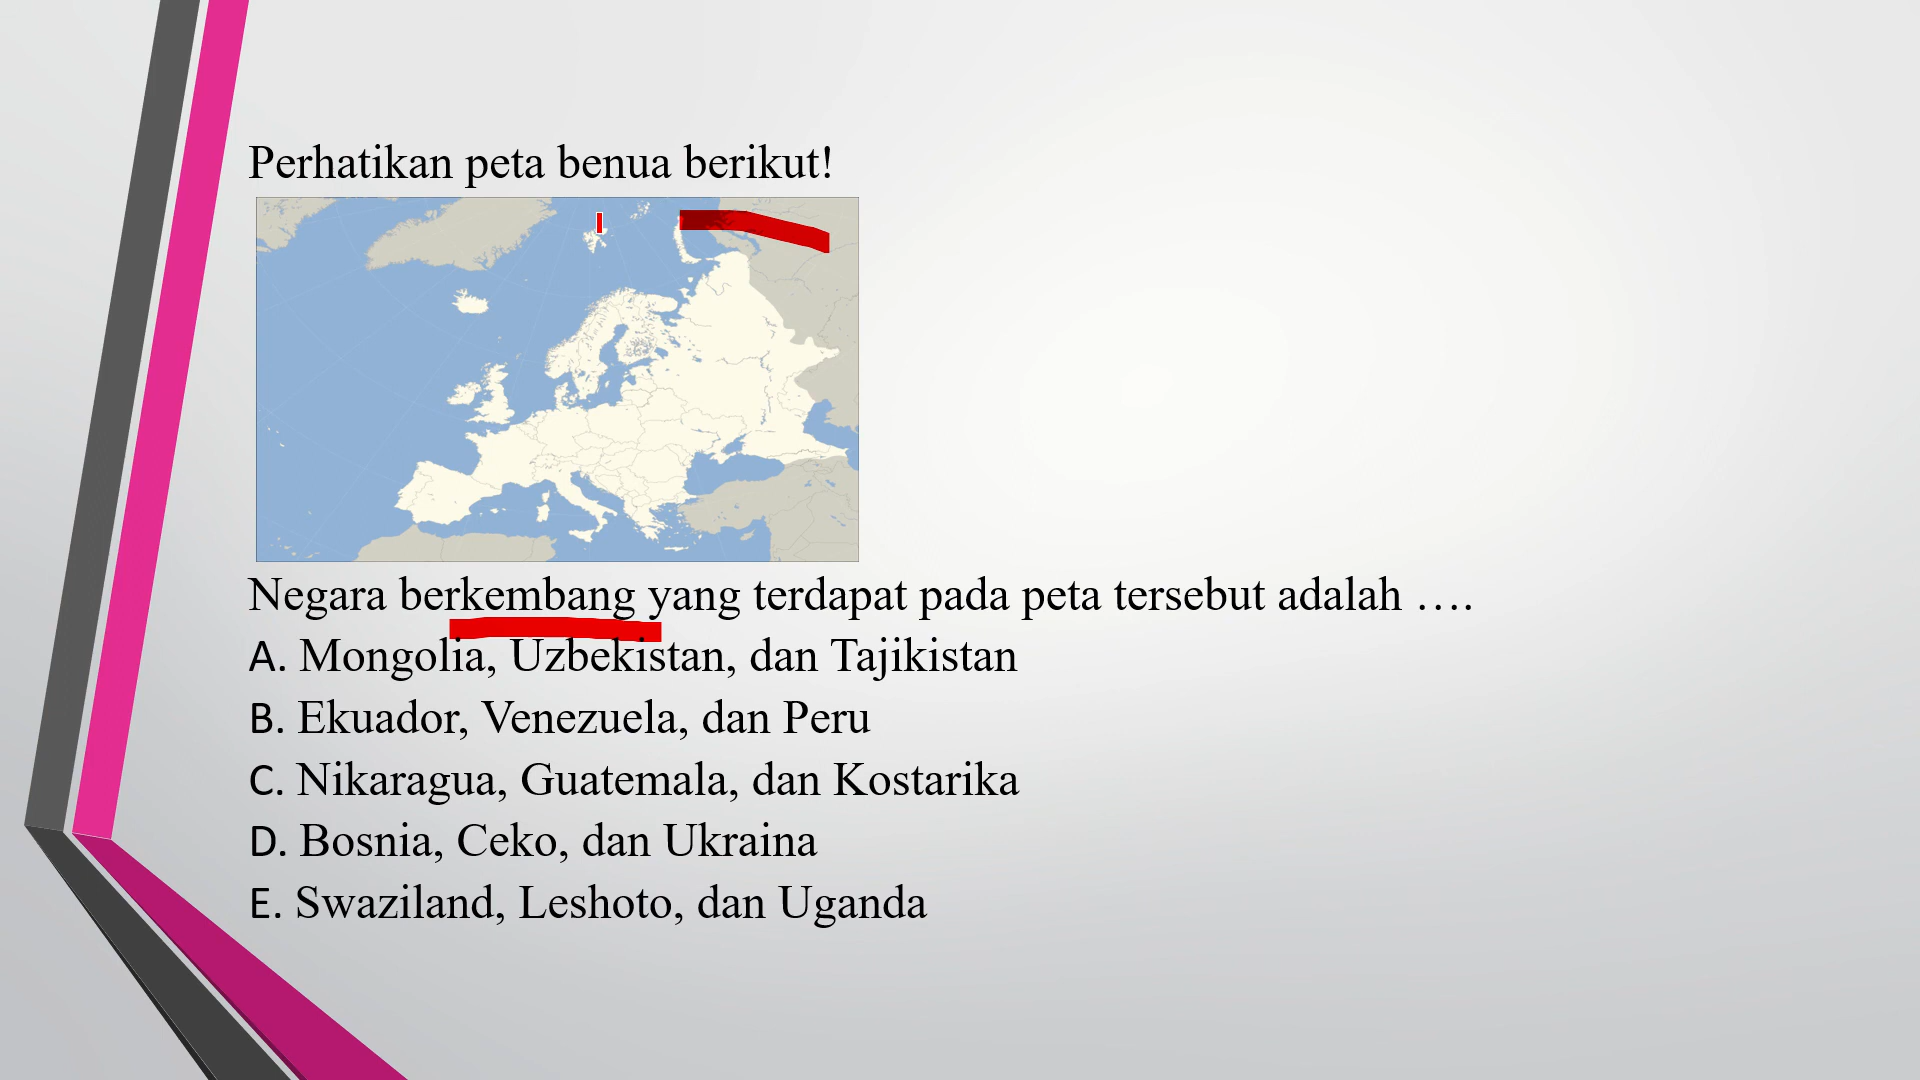 Perhatikan peta benua berikut!
Negara berkembang yang terdapat pada peta tersebut adalah ….
A. Mongolia, Uzbekistan, dan Tajikistan
B. Ekuador, Venezuela, dan Peru
C. Nikaragua, Guatemala, dan Kostarika
D. Bosnia, Ceko, dan Ukraina
E. Swaziland, Leshoto, dan Uganda